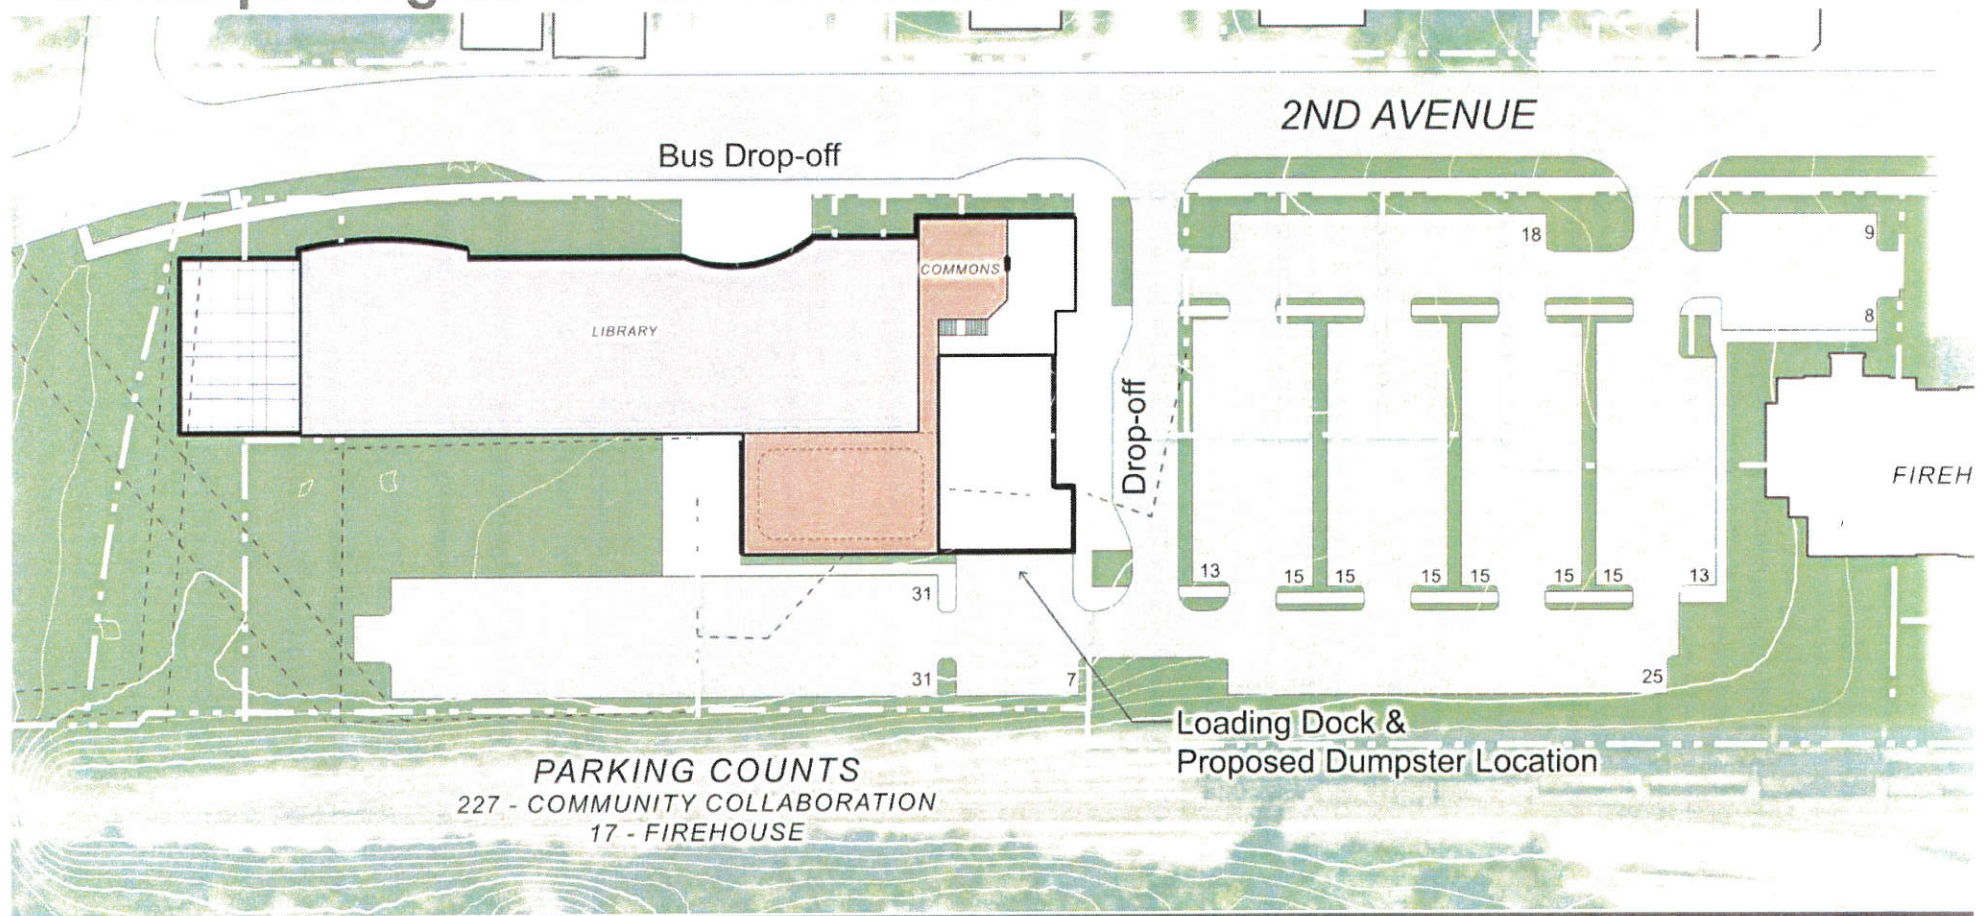 2ND AVENUE
Bus Drop-off
18
9
COMMONS
LIBRARY
8
Drop-off
FIREH
13
15
15
15
15
15
15
13
31
31
7
25
Loading Dock &
Proposed Dumpster Location
PARKING COUNTS
227 - COMMUNITY COLLABORATION
17 - FIREHOUSE